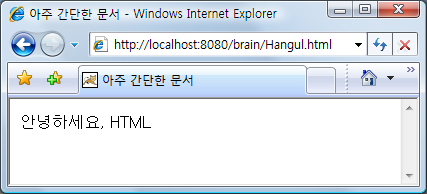 아주 간단한 문서 - Windows Internet Explorer
http://localhost:8080/brain/Hangul.html
아주 간단한 문서
안녕하세요, HTML